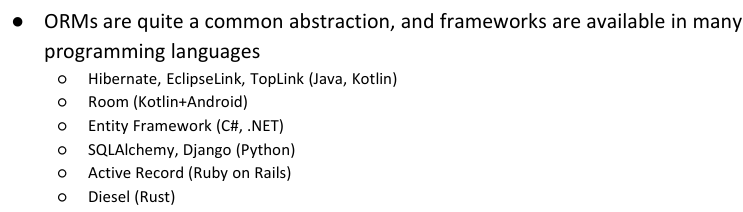 ● ORMs are quite a common abstraction, and frameworks are available in many
programming languages
○ Hibernate, EclipseLink, TopLink (Java, Kotlin)
○ Room (Kotlin+Android)
○ Entity Framework (C#, .NET)
○ SQLAlchemy, Django (Python)
○ Active Record (Ruby on Rails)
○ Diesel (Rust)